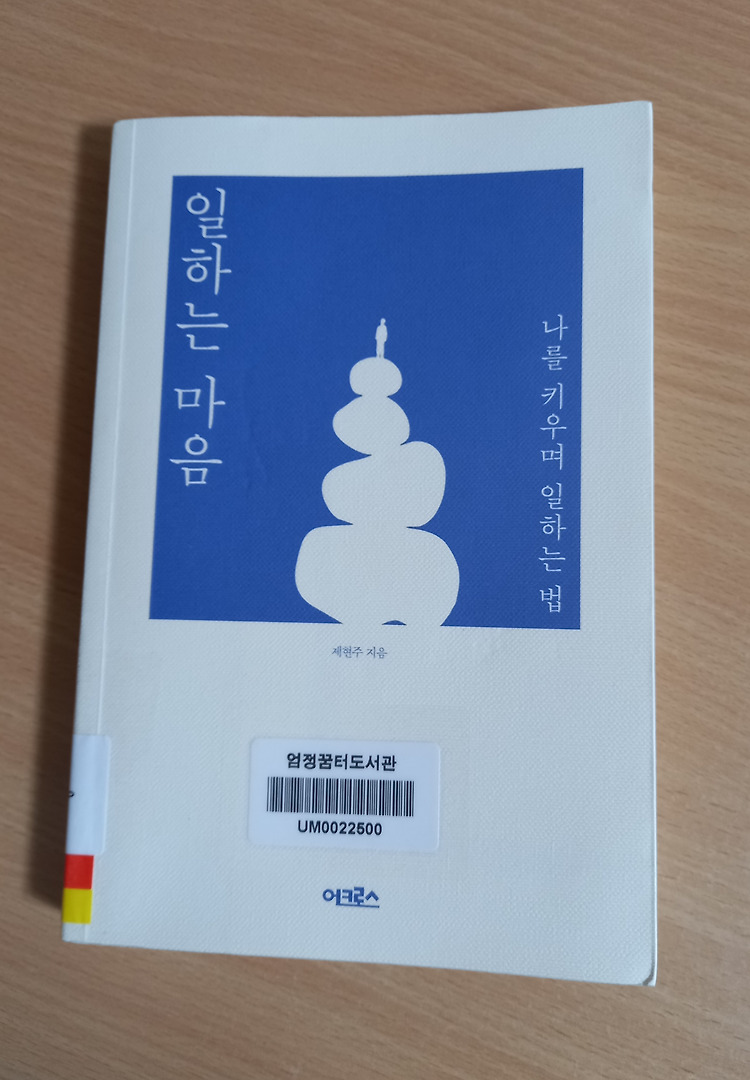 일하는 마음
나를 키우며 일하는 법
제현주 지음
엄정꿈터도서관
UM0022500
어크로스